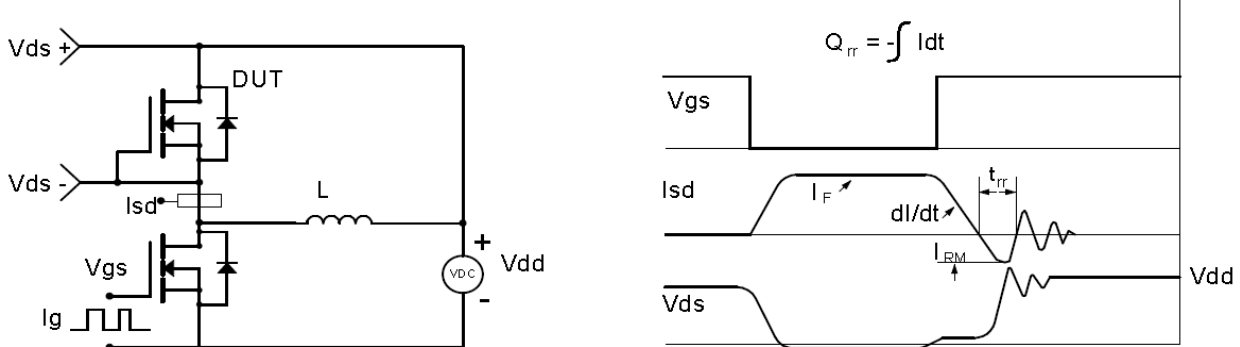 Vds +
DUT
Vds -
Isd
L
Vgs
Ig
+
VDC
-
Vdd
Q rr = -∫ Idt
Vgs
Isd
I F
dI/dt
t rr
I RM
Vds
Vdd